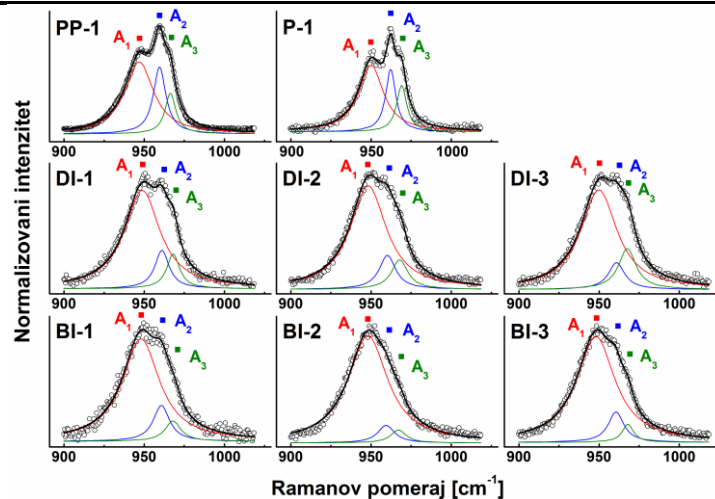 Normalizovani intenzitet
PP-1 A1 A2 A3
900 950 1000
P-1 A1 A2 A3
900 950 1000
DI-1 A1 A2 A3
900 950 1000
DI-2 A1 A2 A3
900 950 1000
DI-3 A1 A2 A3
900 950 1000
BI-1 A1 A2 A3
900 950 1000
BI-2 A1 A2 A3
900 950 1000
BI-3 A1 A2 A3
900 950 1000
Ramanov pomeraj [cm-1]